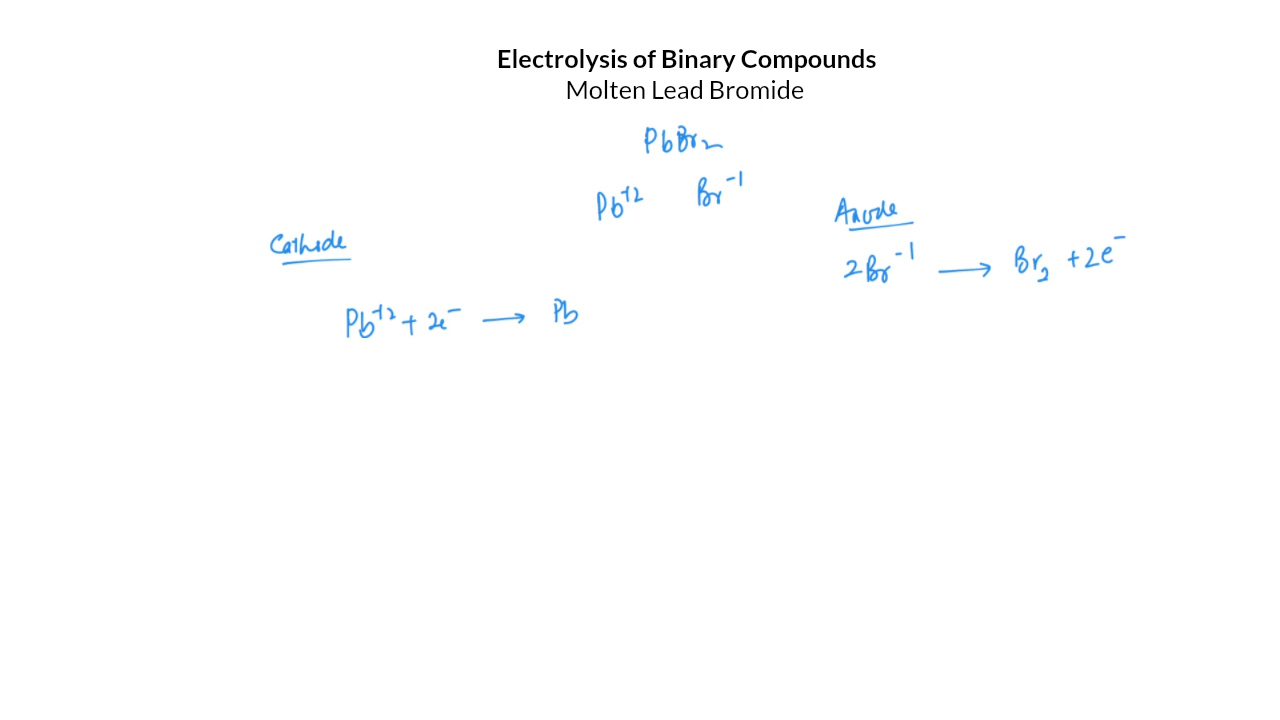 Electrolysis of Binary Compounds
Molten Lead Bromide
PbBr₂
Pb⁺² Br⁻¹
Cathode
Pb⁺² + 2e⁻ → Pb
Anode
2Br⁻¹ → Br₂ + 2e⁻